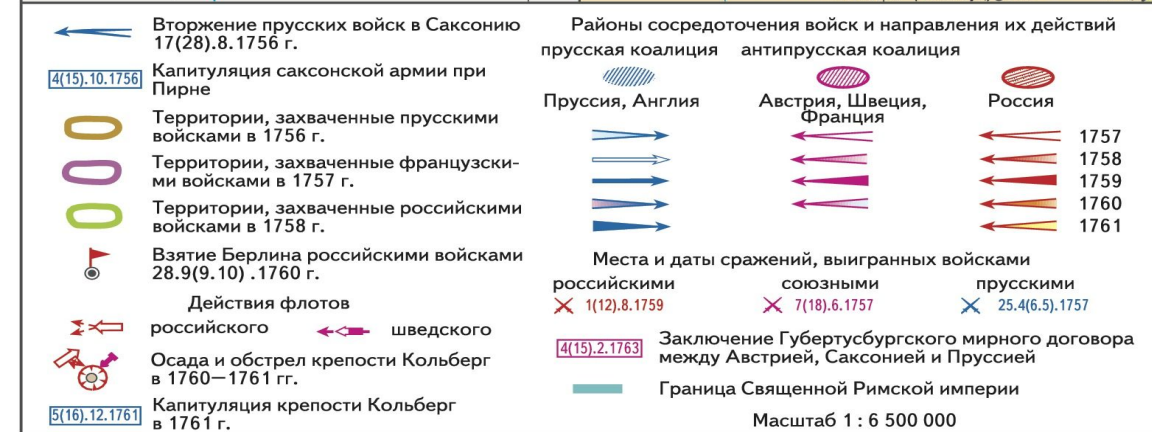 Вторжение прусских войск в Саксонию
17(28).8.1756 г.
4(15).10.1756
Капитуляция саксонской армии при
Пирне
Территории, захваченные прусскими
войсками в 1756 г.
Территории, захваченные французски-
ми войсками в 1757 г.
Территории, захваченные российскими
войсками в 1758 г.
Взятие Берлина российскими войсками
28.9(9.10) .1760 г.
Действия флотов
российского
шведского
Осада и обстрел крепости Кольберг
в 1760—1761 гг.
5(16).12.1761
Капитуляция крепости Кольберг
в 1761 г.
Районы сосредоточения войск и направления их действий
прусская коалиция
антипрусская коалиция
Пруссия, Англия
Австрия, Швеция,
Франция
Россия
1757
1758
1759
1760
1761
Места и даты сражений, выигранных войсками
российскими
союзными
прусскими
1(12).8.1759
7(18).6.1757
25.4(6.5).1757
4(15).2.1763
Заключение Губертусбургского мирного договора
между Австрией, Саксонией и Пруссией
Граница Священной Римской империи
Масштаб 1 : 6 500 000